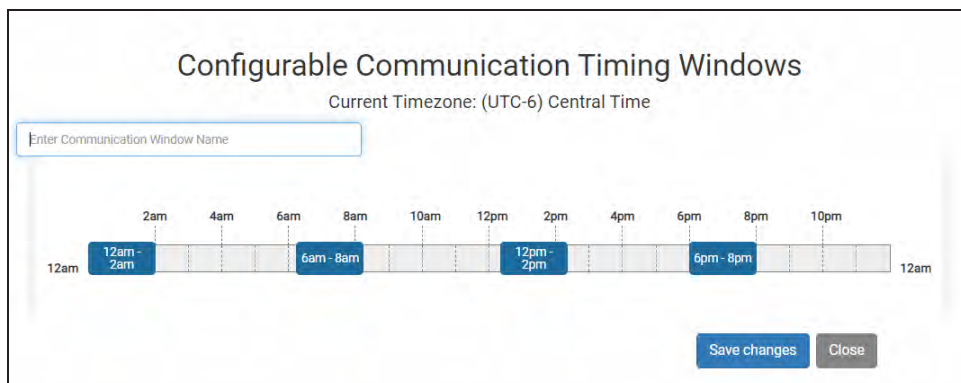 Configurable Communication Timing Windows
Current Timezone: (UTC-6) Central Time
Enter Communication Window Name
2am 4am 6am 8am 10am 12pm 2pm 4pm 6pm 8pm 10pm
12am 12am - 2am 6am - 8am 12pm - 2pm 6pm - 8pm 12am
Save changes Close